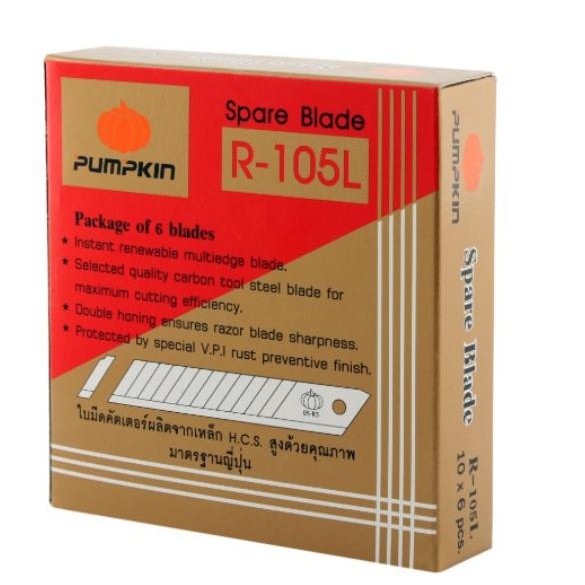 PUMPKIN
Spare Blade
R-105L
Package of 6 blades
* Instant renewable multiedge blade.
* Selected quality carbon tool steel blade for
maximum cutting efficiency.
* Double honing ensures razor blade sharpness.
* Protected by special V.P.I rust preventive finish.
ใบมีดคัตเตอร์ผลิตจากเหล็ก H.C.S. สูงด้วยคุณภาพ
มาตรฐานญี่ปุ่น
PUMPKIN
Spare Blade
R-105L
10 x 6 pcs.